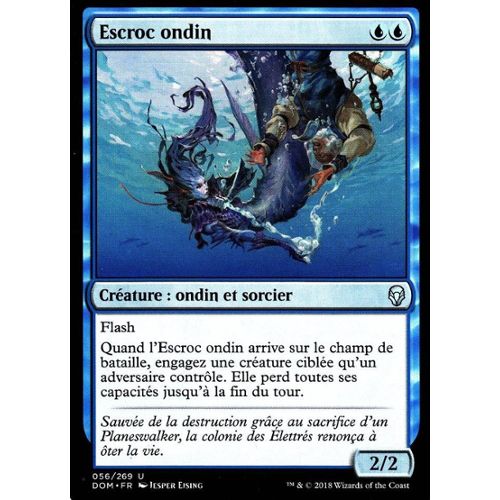 Escroc ondin
Créature : ondin et sorcier
Flash
Quand l'Escroc ondin arrive sur le champ de
bataille, engagez une créature ciblée qu'un
adversaire contrôle. Elle perd toutes ses
capacités jusqu'à la fin du tour.
Sauvée de la destruction grâce au sacrifice d'un
Planeswalker, la colonie des Élettrés renonça à
ôter la vie.
2/2
056/269 U
DOM • FR Jesper Ejsing
™ & © 2018 Wizards of the Coast